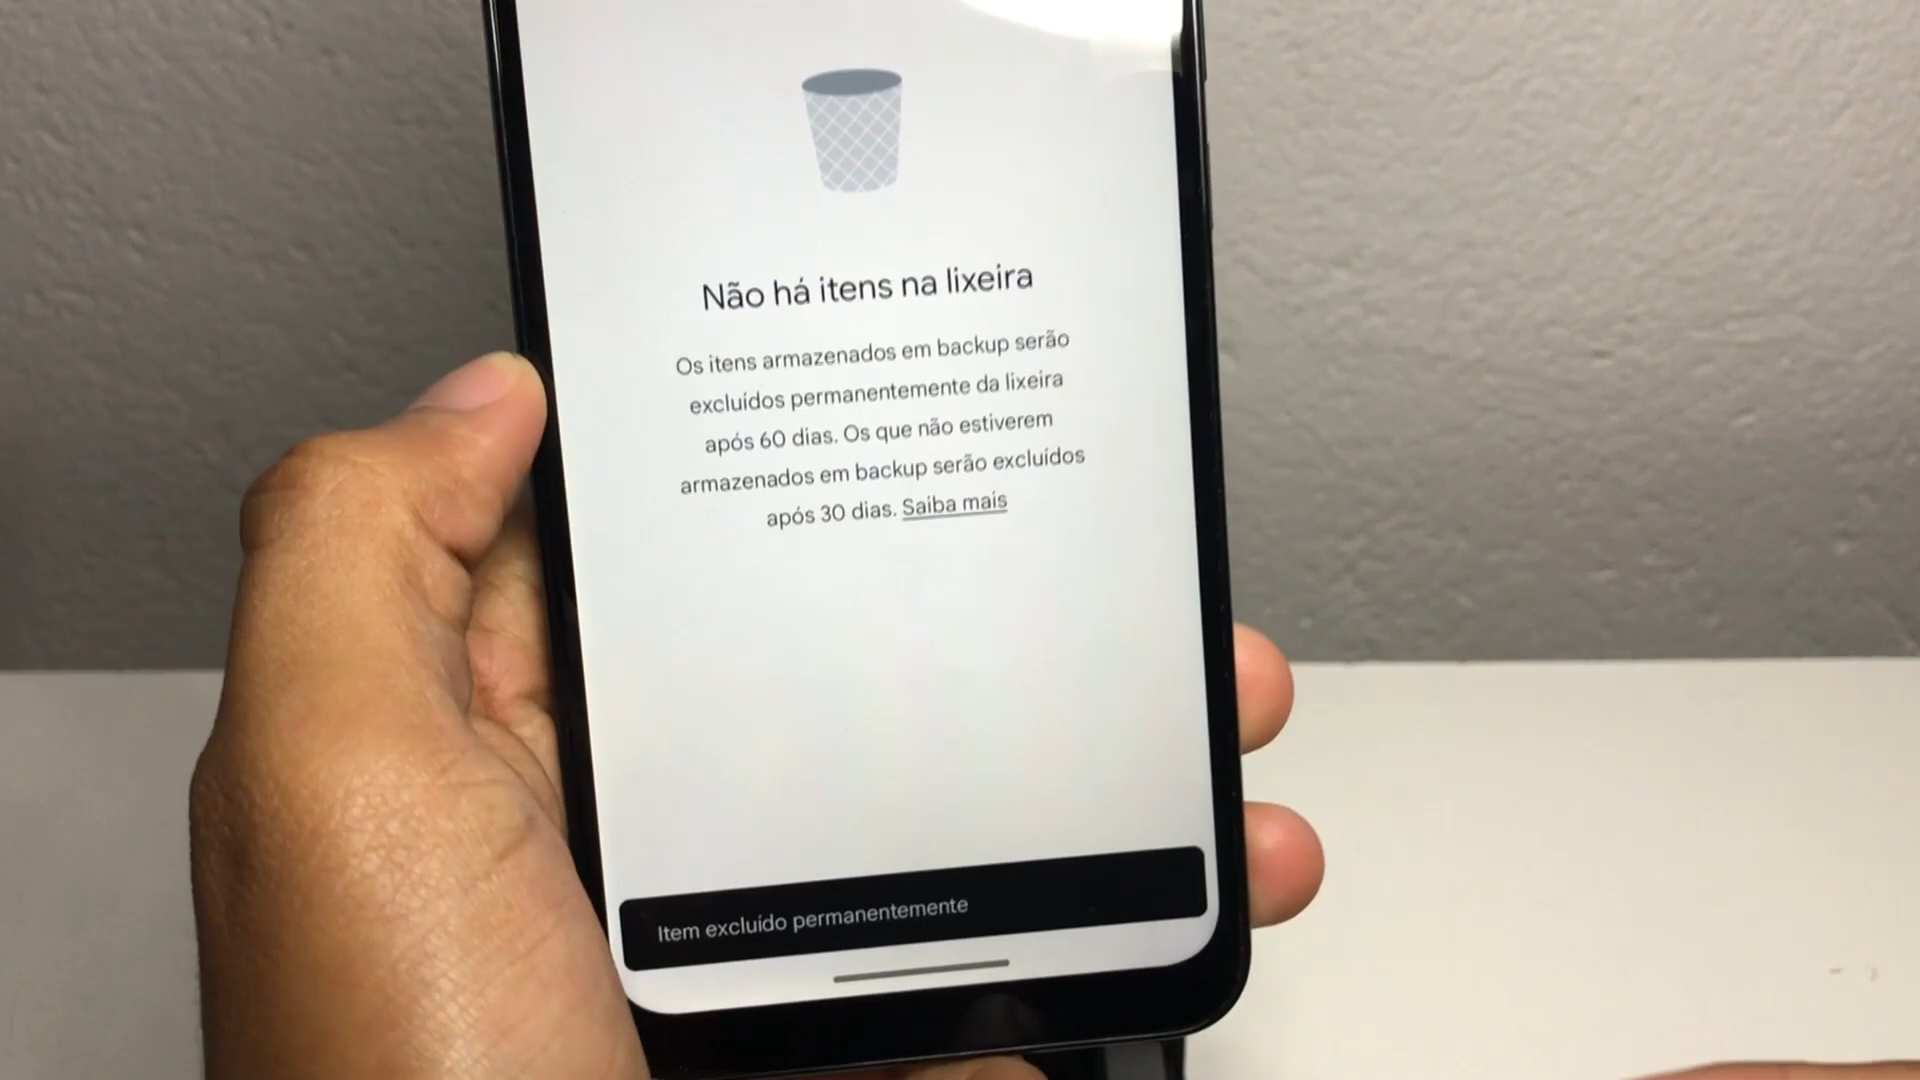 Não há itens na lixeira
Os itens armazenados em backup serão
excluídos permanentemente da lixeira
após 60 dias. Os que não estiverem
armazenados em backup serão excluídos
após 30 dias. Saiba mais
Item excluído permanentemente